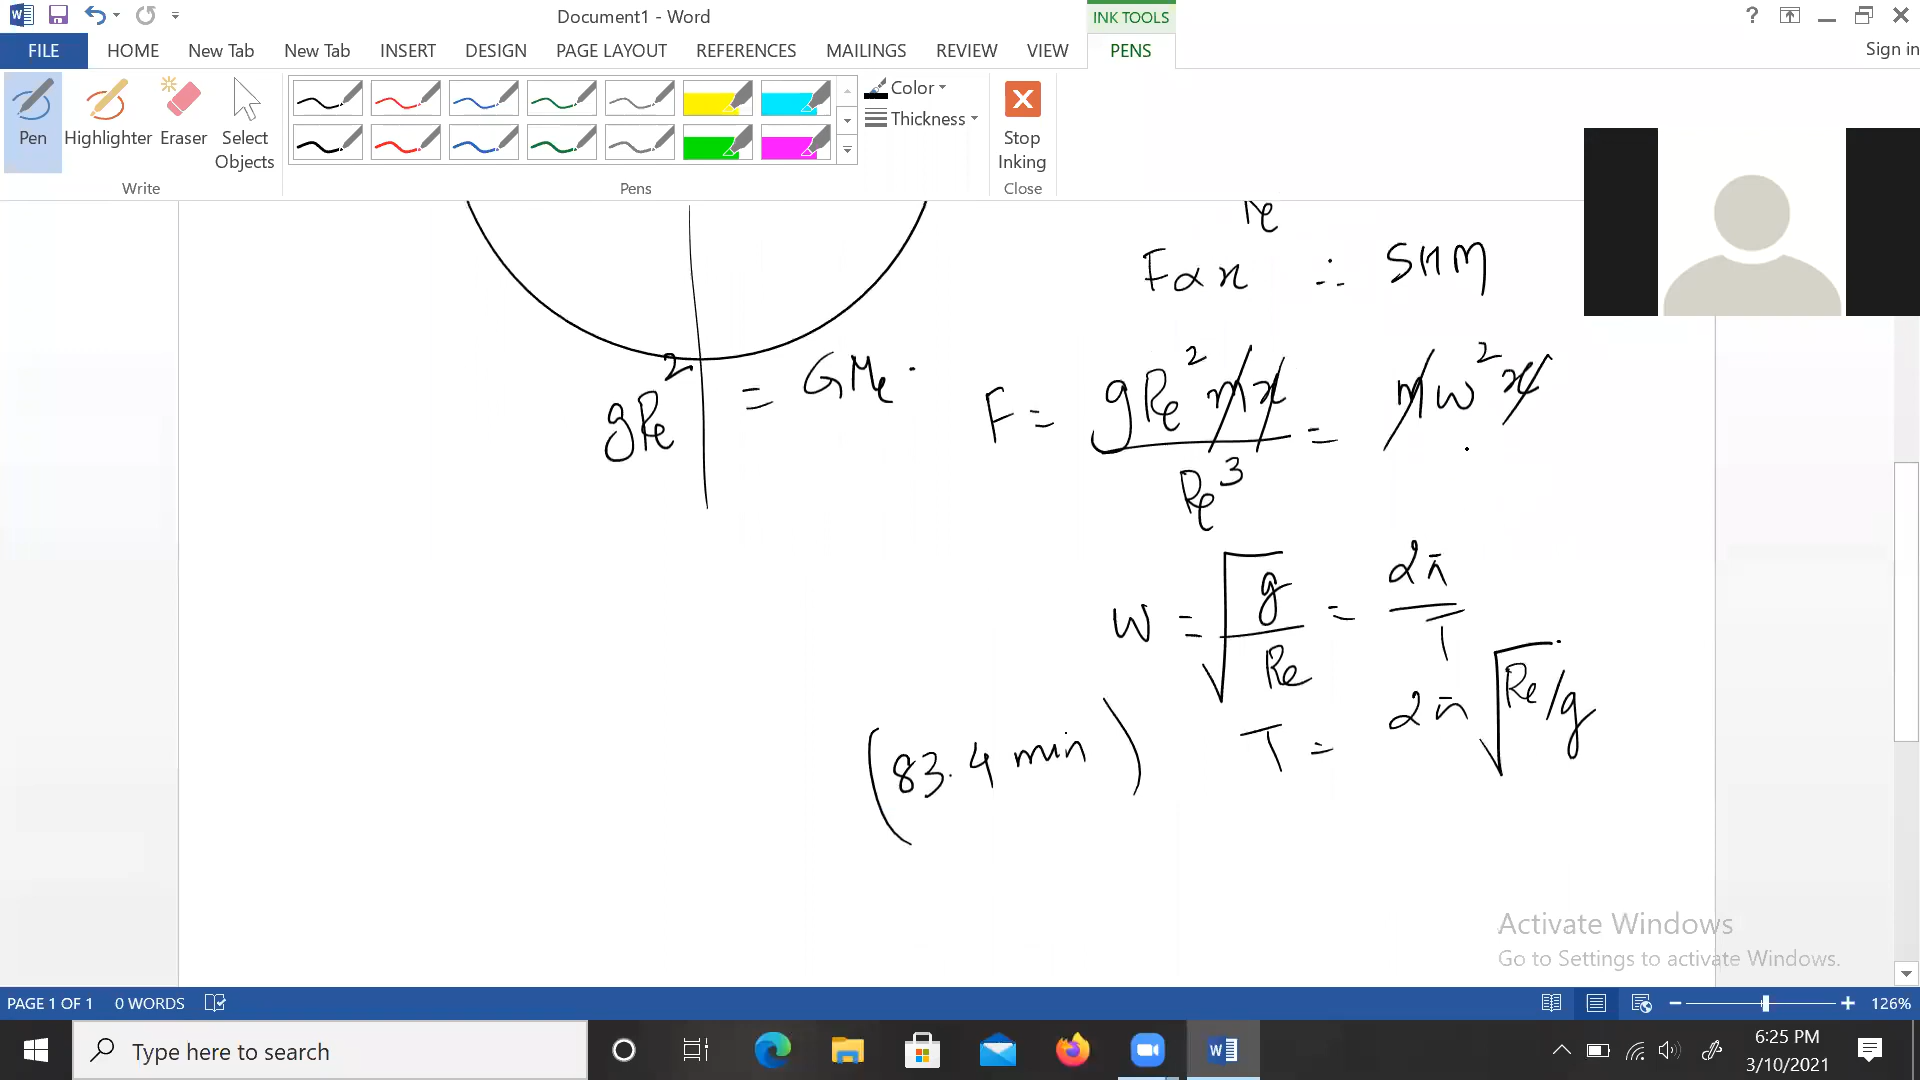 Document1 - Word
INK TOOLS
?
FILE HOME New Tab New Tab INSERT DESIGN PAGE LAYOUT REFERENCES MAILINGS REVIEW VIEW PENS
Sign in
Pen Highlighter Eraser Select Objects
Color
Thickness
Stop Inking
Write Pens Close
Re
F∝x ∴ SHM
gRe² = GMe
F = gRe²mx / Re³ = mw²x
w = √(g/Re) = 2π/T
T = 2π √(Re/g)
(83.4 min)
Activate Windows
Go to Settings to activate Windows.
PAGE 1 OF 1 0 WORDS
126%
Type here to search
6:25 PM
3/10/2021